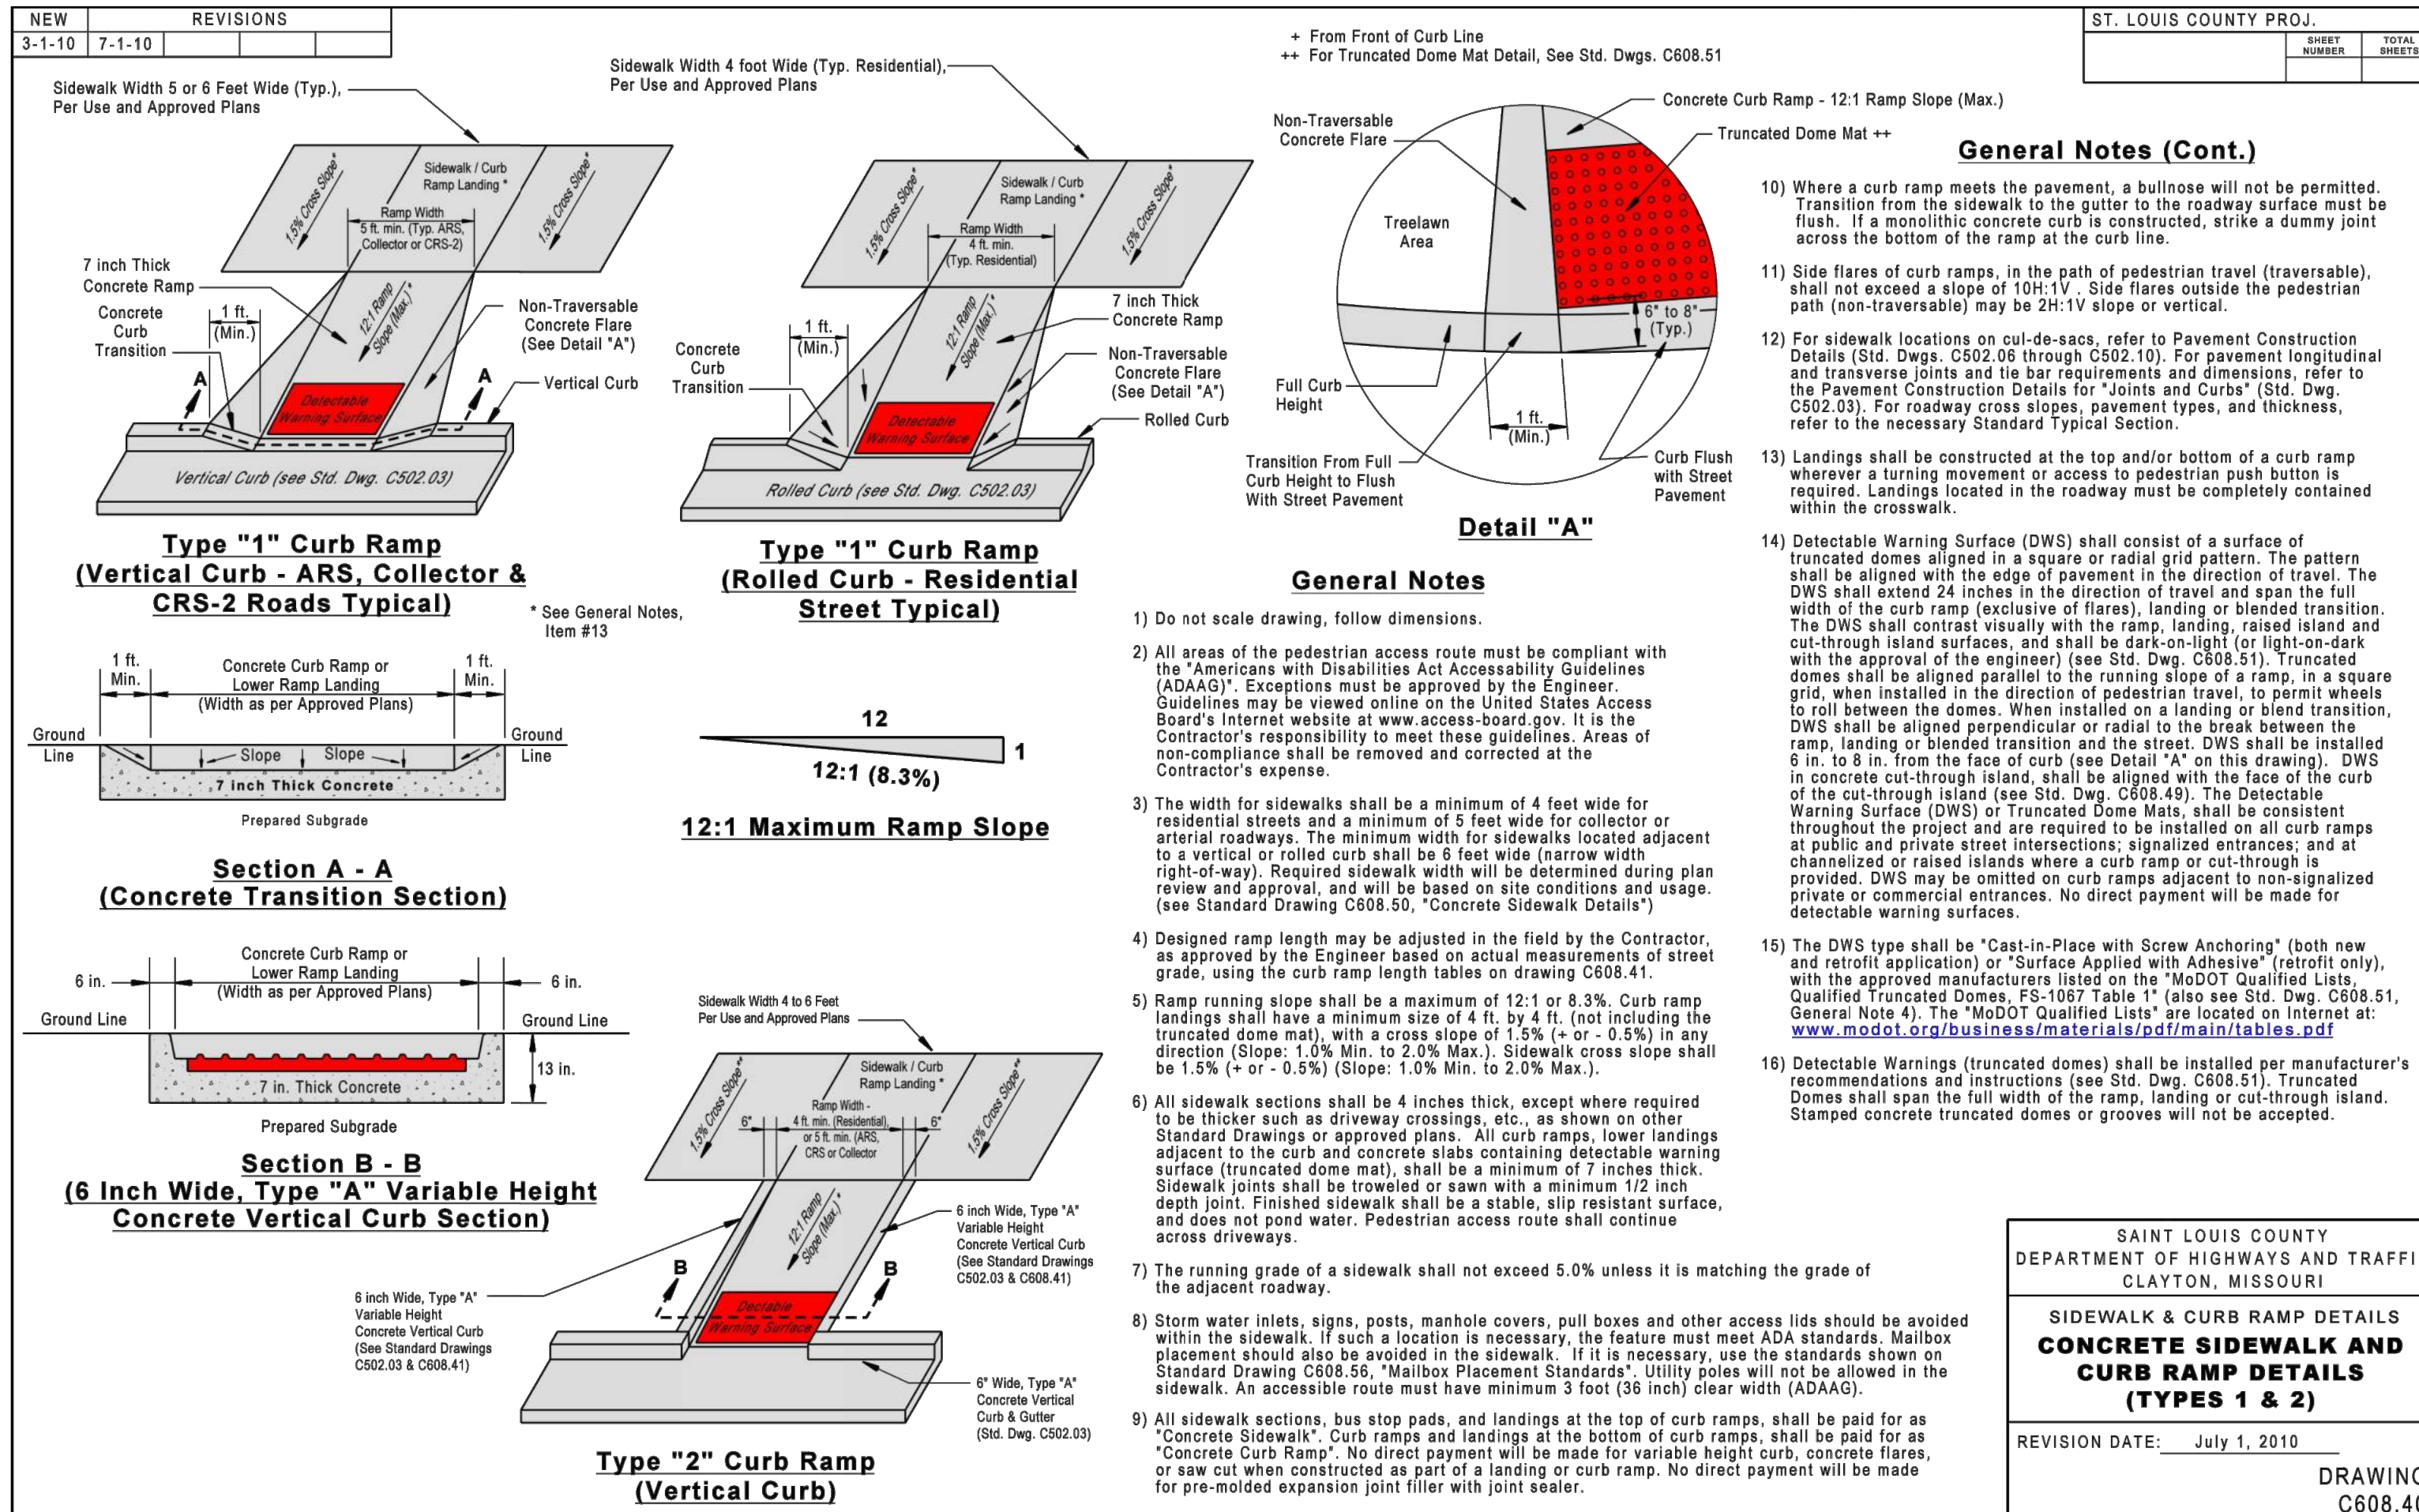 NEW REVISIONS
3-1-10 7-1-10
ST. LOUIS COUNTY PROJ.
SHEET NUMBER
TOTAL SHEETS
Sidewalk Width 5 or 6 Feet Wide (Typ.),
Per Use and Approved Plans
1.5% Cross Slope*
Sidewalk / Curb
Ramp Landing *
1.5% Cross Slope*
Ramp Width
5 ft. min. (Typ. ARS,
Collector or CRS-2)
7 inch Thick
Concrete Ramp
Concrete
Curb
Transition
1 ft.
(Min.)
12:1 Ramp
Slope (Max.) *
Non-Traversable
Concrete Flare
(See Detail "A")
A
A
Vertical Curb
Detectable
Warning Surface
Vertical Curb (see Std. Dwg. C502.03)
Type "1" Curb Ramp
(Vertical Curb - ARS, Collector &
CRS-2 Roads Typical)
* See General Notes,
Item #13
Sidewalk Width 4 foot Wide (Typ. Residential),
Per Use and Approved Plans
1.5% Cross Slope*
Sidewalk / Curb
Ramp Landing *
1.5% Cross Slope*
Ramp Width
4 ft. min.
(Typ. Residential)
7 inch Thick
Concrete Ramp
1 ft.
(Min.)
12:1 Ramp
Slope (Max.) *
Concrete
Curb
Transition
Non-Traversable
Concrete Flare
(See Detail "A")
Rolled Curb
Detectable
Warning Surface
Rolled Curb (see Std. Dwg. C502.03)
Type "1" Curb Ramp
(Rolled Curb - Residential
Street Typical)
+ From Front of Curb Line
++ For Truncated Dome Mat Detail, See Std. Dwgs. C608.51
Non-Traversable
Concrete Flare
Concrete Curb Ramp - 12:1 Ramp Slope (Max.)
Truncated Dome Mat ++
Treelawn
Area
6" to 8"
(Typ.)
Full Curb
Height
1 ft.
(Min.)
Transition From Full
Curb Height to Flush
With Street Pavement
Curb Flush
with Street
Pavement
Detail "A"
1 ft.
Min.
Concrete Curb Ramp or
Lower Ramp Landing
(Width as per Approved Plans)
1 ft.
Min.
Ground
Line
Ground
Line
Slope
Slope
7 inch Thick Concrete
Prepared Subgrade
Section A - A
(Concrete Transition Section)
12
1
12:1 (8.3%)
12:1 Maximum Ramp Slope
6 in.
Concrete Curb Ramp or
Lower Ramp Landing
(Width as per Approved Plans)
6 in.
Ground Line
Ground Line
13 in.
7 in. Thick Concrete
Prepared Subgrade
Section B - B
(6 Inch Wide, Type "A" Variable Height
Concrete Vertical Curb Section)
Sidewalk Width 4 to 6 Feet
Per Use and Approved Plans
1.5% Cross Slope**
Sidewalk / Curb
Ramp Landing *
1.5% Cross Slope**
6"
Ramp Width -
4 ft. min. (Residential),
or 5 ft. min. (ARS,
CRS or Collector
6"
12:1 Ramp
Slope (Max.) *
6 inch Wide, Type "A"
Variable Height
Concrete Vertical Curb
(See Standard Drawings
C502.03 & C608.41)
B
B
6 inch Wide, Type "A"
Variable Height
Concrete Vertical Curb
(See Standard Drawings
C502.03 & C608.41)
Dectable
Warning Surface
6" Wide, Type "A"
Concrete Vertical
Curb & Gutter
(Std. Dwg. C502.03)
Type "2" Curb Ramp
(Vertical Curb)
General Notes
1) Do not scale drawing, follow dimensions.
2) All areas of the pedestrian access route must be compliant with
the "Americans with Disabilities Act Accessability Guidelines
(ADAAG)". Exceptions must be approved by the Engineer.
Guidelines may be viewed online on the United States Access
Board's Internet website at www.access-board.gov. It is the
Contractor's responsibility to meet these guidelines. Areas of
non-compliance shall be removed and corrected at the
Contractor's expense.
3) The width for sidewalks shall be a minimum of 4 feet wide for
residential streets and a minimum of 5 feet wide for collector or
arterial roadways. The minimum width for sidewalks located adjacent
to a vertical or rolled curb shall be 6 feet wide (narrow width
right-of-way). Required sidewalk width will be determined during plan
review and approval, and will be based on site conditions and usage.
(see Standard Drawing C608.50, "Concrete Sidewalk Details")
4) Designed ramp length may be adjusted in the field by the Contractor,
as approved by the Engineer based on actual measurements of street
grade, using the curb ramp length tables on drawing C608.41.
5) Ramp running slope shall be a maximum of 12:1 or 8.3%. Curb ramp
landings shall have a minimum size of 4 ft. by 4 ft. (not including the
truncated dome mat), with a cross slope of 1.5% (+ or - 0.5%) in any
direction (Slope: 1.0% Min. to 2.0% Max.). Sidewalk cross slope shall
be 1.5% (+ or - 0.5%) (Slope: 1.0% Min. to 2.0% Max.).
6) All sidewalk sections shall be 4 inches thick, except where required
to be thicker such as driveway crossings, etc., as shown on other
Standard Drawings or approved plans. All curb ramps, lower landings
adjacent to the curb and concrete slabs containing detectable warning
surface (truncated dome mat), shall be a minimum of 7 inches thick.
Sidewalk joints shall be troweled or sawn with a minimum 1/2 inch
depth joint. Finished sidewalk shall be a stable, slip resistant surface,
and does not pond water. Pedestrian access route shall continue
across driveways.
7) The running grade of a sidewalk shall not exceed 5.0% unless it is matching the grade of
the adjacent roadway.
8) Storm water inlets, signs, posts, manhole covers, pull boxes and other access lids should be avoided
within the sidewalk. If such a location is necessary, the feature must meet ADA standards. Mailbox
placement should also be avoided in the sidewalk. If it is necessary, use the standards shown on
Standard Drawing C608.56, "Mailbox Placement Standards". Utility poles will not be allowed in the
sidewalk. An accessible route must have minimum 3 foot (36 inch) clear width (ADAAG).
9) All sidewalk sections, bus stop pads, and landings at the top of curb ramps, shall be paid for as
"Concrete Sidewalk". Curb ramps and landings at the bottom of curb ramps, shall be paid for as
"Concrete Curb Ramp". No direct payment will be made for variable height curb, concrete flares,
or saw cut when constructed as part of a landing or curb ramp. No direct payment will be made
for pre-molded expansion joint filler with joint sealer.
General Notes (Cont.)
10) Where a curb ramp meets the pavement, a bullnose will not be permitted.
Transition from the sidewalk to the gutter to the roadway surface must be
flush. If a monolithic concrete curb is constructed, strike a dummy joint
across the bottom of the ramp at the curb line.
11) Side flares of curb ramps, in the path of pedestrian travel (traversable),
shall not exceed a slope of 10H:1V . Side flares outside the pedestrian
path (non-traversable) may be 2H:1V slope or vertical.
12) For sidewalk locations on cul-de-sacs, refer to Pavement Construction
Details (Std. Dwgs. C502.06 through C502.10). For pavement longitudinal
and transverse joints and tie bar requirements and dimensions, refer to
the Pavement Construction Details for "Joints and Curbs" (Std. Dwg.
C502.03). For roadway cross slopes, pavement types, and thickness,
refer to the necessary Standard Typical Section.
13) Landings shall be constructed at the top and/or bottom of a curb ramp
wherever a turning movement or access to pedestrian push button is
required. Landings located in the roadway must be completely contained
within the crosswalk.
14) Detectable Warning Surface (DWS) shall consist of a surface of
truncated domes aligned in a square or radial grid pattern. The pattern
shall be aligned with the edge of pavement in the direction of travel. The
DWS shall extend 24 inches in the direction of travel and span the full
width of the curb ramp (exclusive of flares), landing or blended transition.
The DWS shall contrast visually with the ramp, landing, raised island and
cut-through island surfaces, and shall be dark-on-light (or light-on-dark
with the approval of the engineer) (see Std. Dwg. C608.51). Truncated
domes shall be aligned parallel to the running slope of a ramp, in a square
grid, when installed in the direction of pedestrian travel, to permit wheels
to roll between the domes. When installed on a landing or blend transition,
DWS shall be aligned perpendicular or radial to the break between the
ramp, landing or blended transition and the street. DWS shall be installed
6 in. to 8 in. from the face of curb (see Detail "A" on this drawing). DWS
in concrete cut-through island, shall be aligned with the face of the curb
of the cut-through island (see Std. Dwg. C608.49). The Detectable
Warning Surface (DWS) or Truncated Dome Mats, shall be consistent
throughout the project and are required to be installed on all curb ramps
at public and private street intersections; signalized entrances; and at
channelized or raised islands where a curb ramp or cut-through is
provided. DWS may be omitted on curb ramps adjacent to non-signalized
private or commercial entrances. No direct payment will be made for
detectable warning surfaces.
15) The DWS type shall be "Cast-in-Place with Screw Anchoring" (both new
and retrofit application) or "Surface Applied with Adhesive" (retrofit only),
with the approved manufacturers listed on the "MoDOT Qualified Lists,
Qualified Truncated Domes, FS-1067 Table 1" (also see Std. Dwg. C608.51,
General Note 4). The "MoDOT Qualified Lists" are located on Internet at:
www.modot.org/business/materials/pdf/main/tables.pdf
16) Detectable Warnings (truncated domes) shall be installed per manufacturer's
recommendations and instructions (see Std. Dwg. C608.51). Truncated
Domes shall span the full width of the ramp, landing or cut-through island.
Stamped concrete truncated domes or grooves will not be accepted.
SAINT LOUIS COUNTY
DEPARTMENT OF HIGHWAYS AND TRAFFI
CLAYTON, MISSOURI
SIDEWALK & CURB RAMP DETAILS
CONCRETE SIDEWALK AND
CURB RAMP DETAILS
(TYPES 1 & 2)
REVISION DATE: July 1, 2010
DRAWING
C608.40